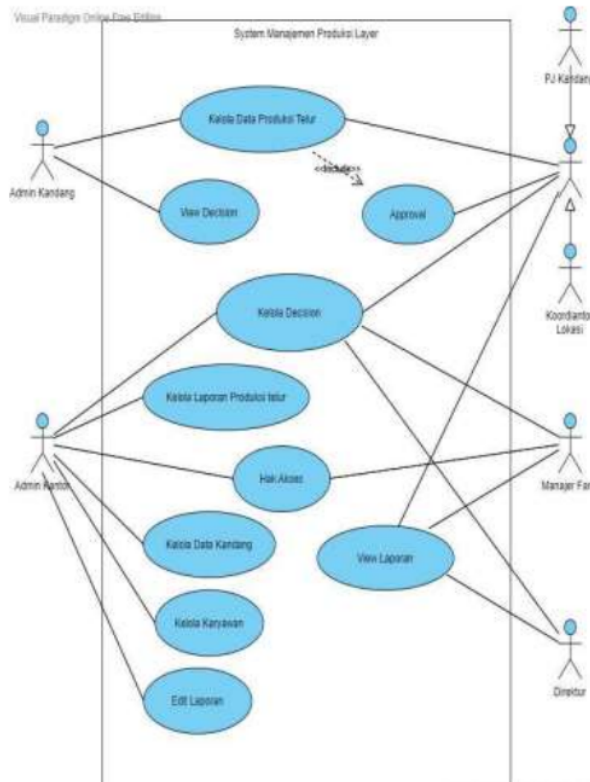 Visual Paradigm Online Free Edition
System Manajemen Produksi Layer
PJ Kandang
Kelola Data Produksi Telur
<<include>>
Admin Kandang
View Decision
Approval
Kelola Decision
Koordianto
Lokasi
Kelola Laporan Produksi telur
Hak Akses
Admin Kantor
Manajer Far
Kelola Data Kandang
View Laporan
Kelola Karyawan
Direktur
Edit Laporan